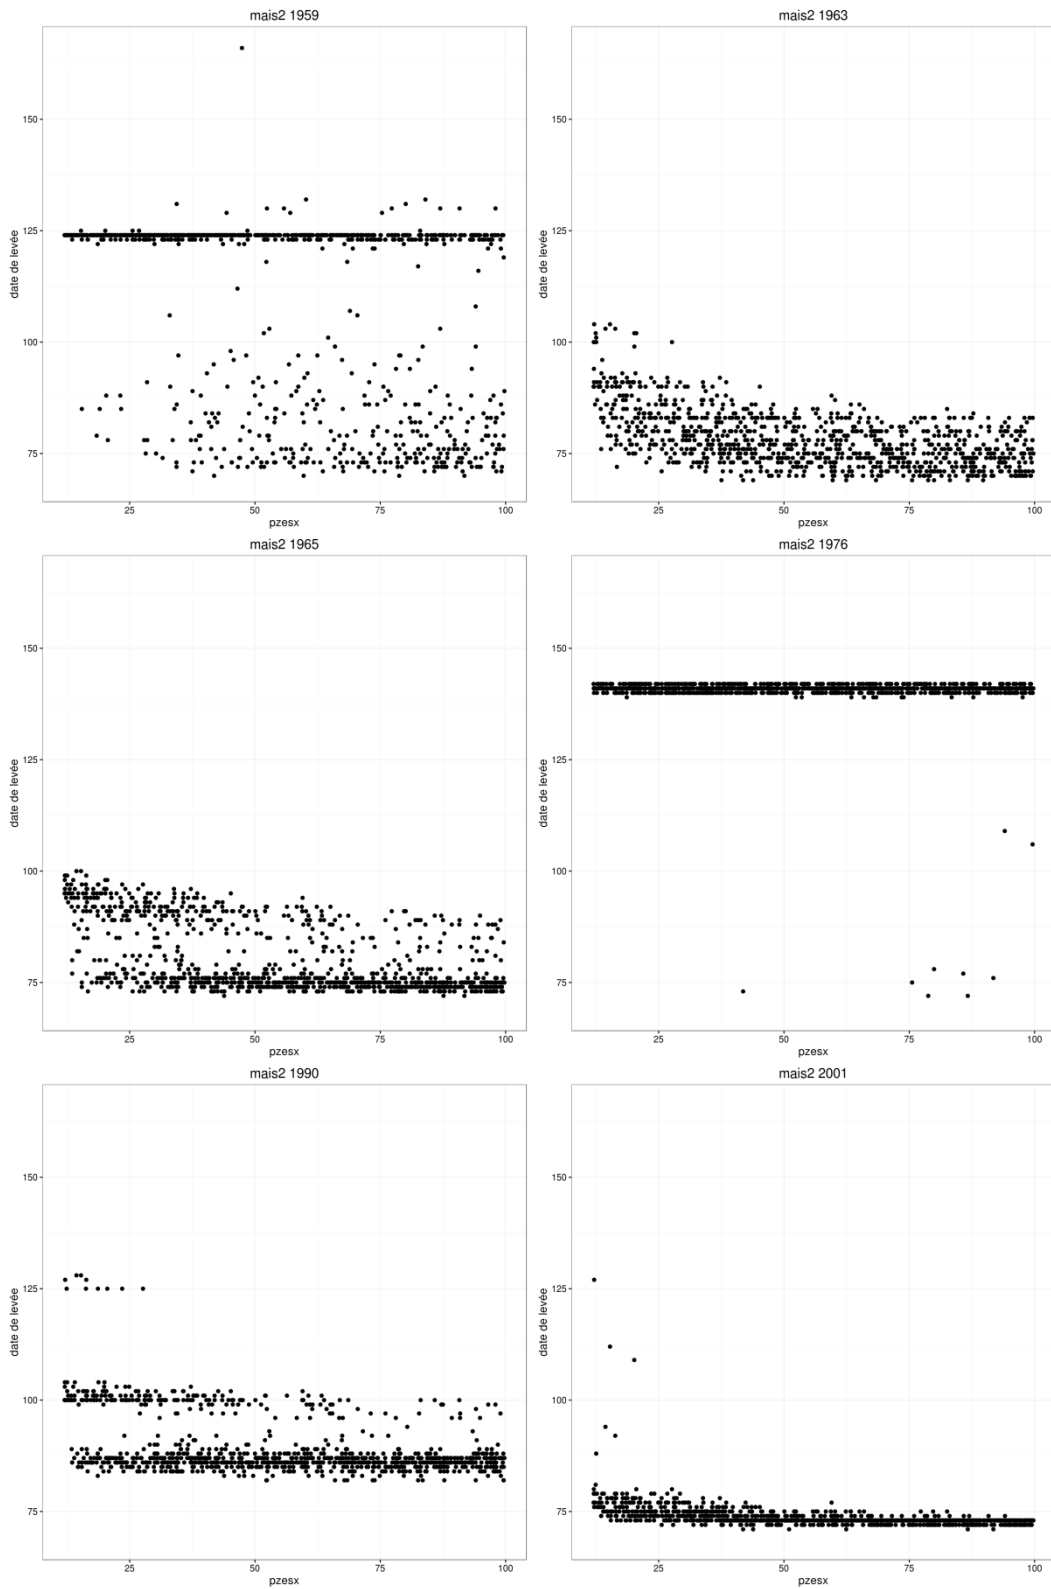 mais2 1959
150
125
100
75
date de levée
25 50 75 100
pzesx
mais2 1963
150
125
100
75
date de levée
25 50 75 100
pzesx
mais2 1965
150
125
100
75
date de levée
25 50 75 100
pzesx
mais2 1976
150
125
100
75
date de levée
25 50 75 100
pzesx
mais2 1990
150
125
100
75
date de levée
25 50 75 100
pzesx
mais2 2001
150
125
100
75
date de levée
25 50 75 100
pzesx